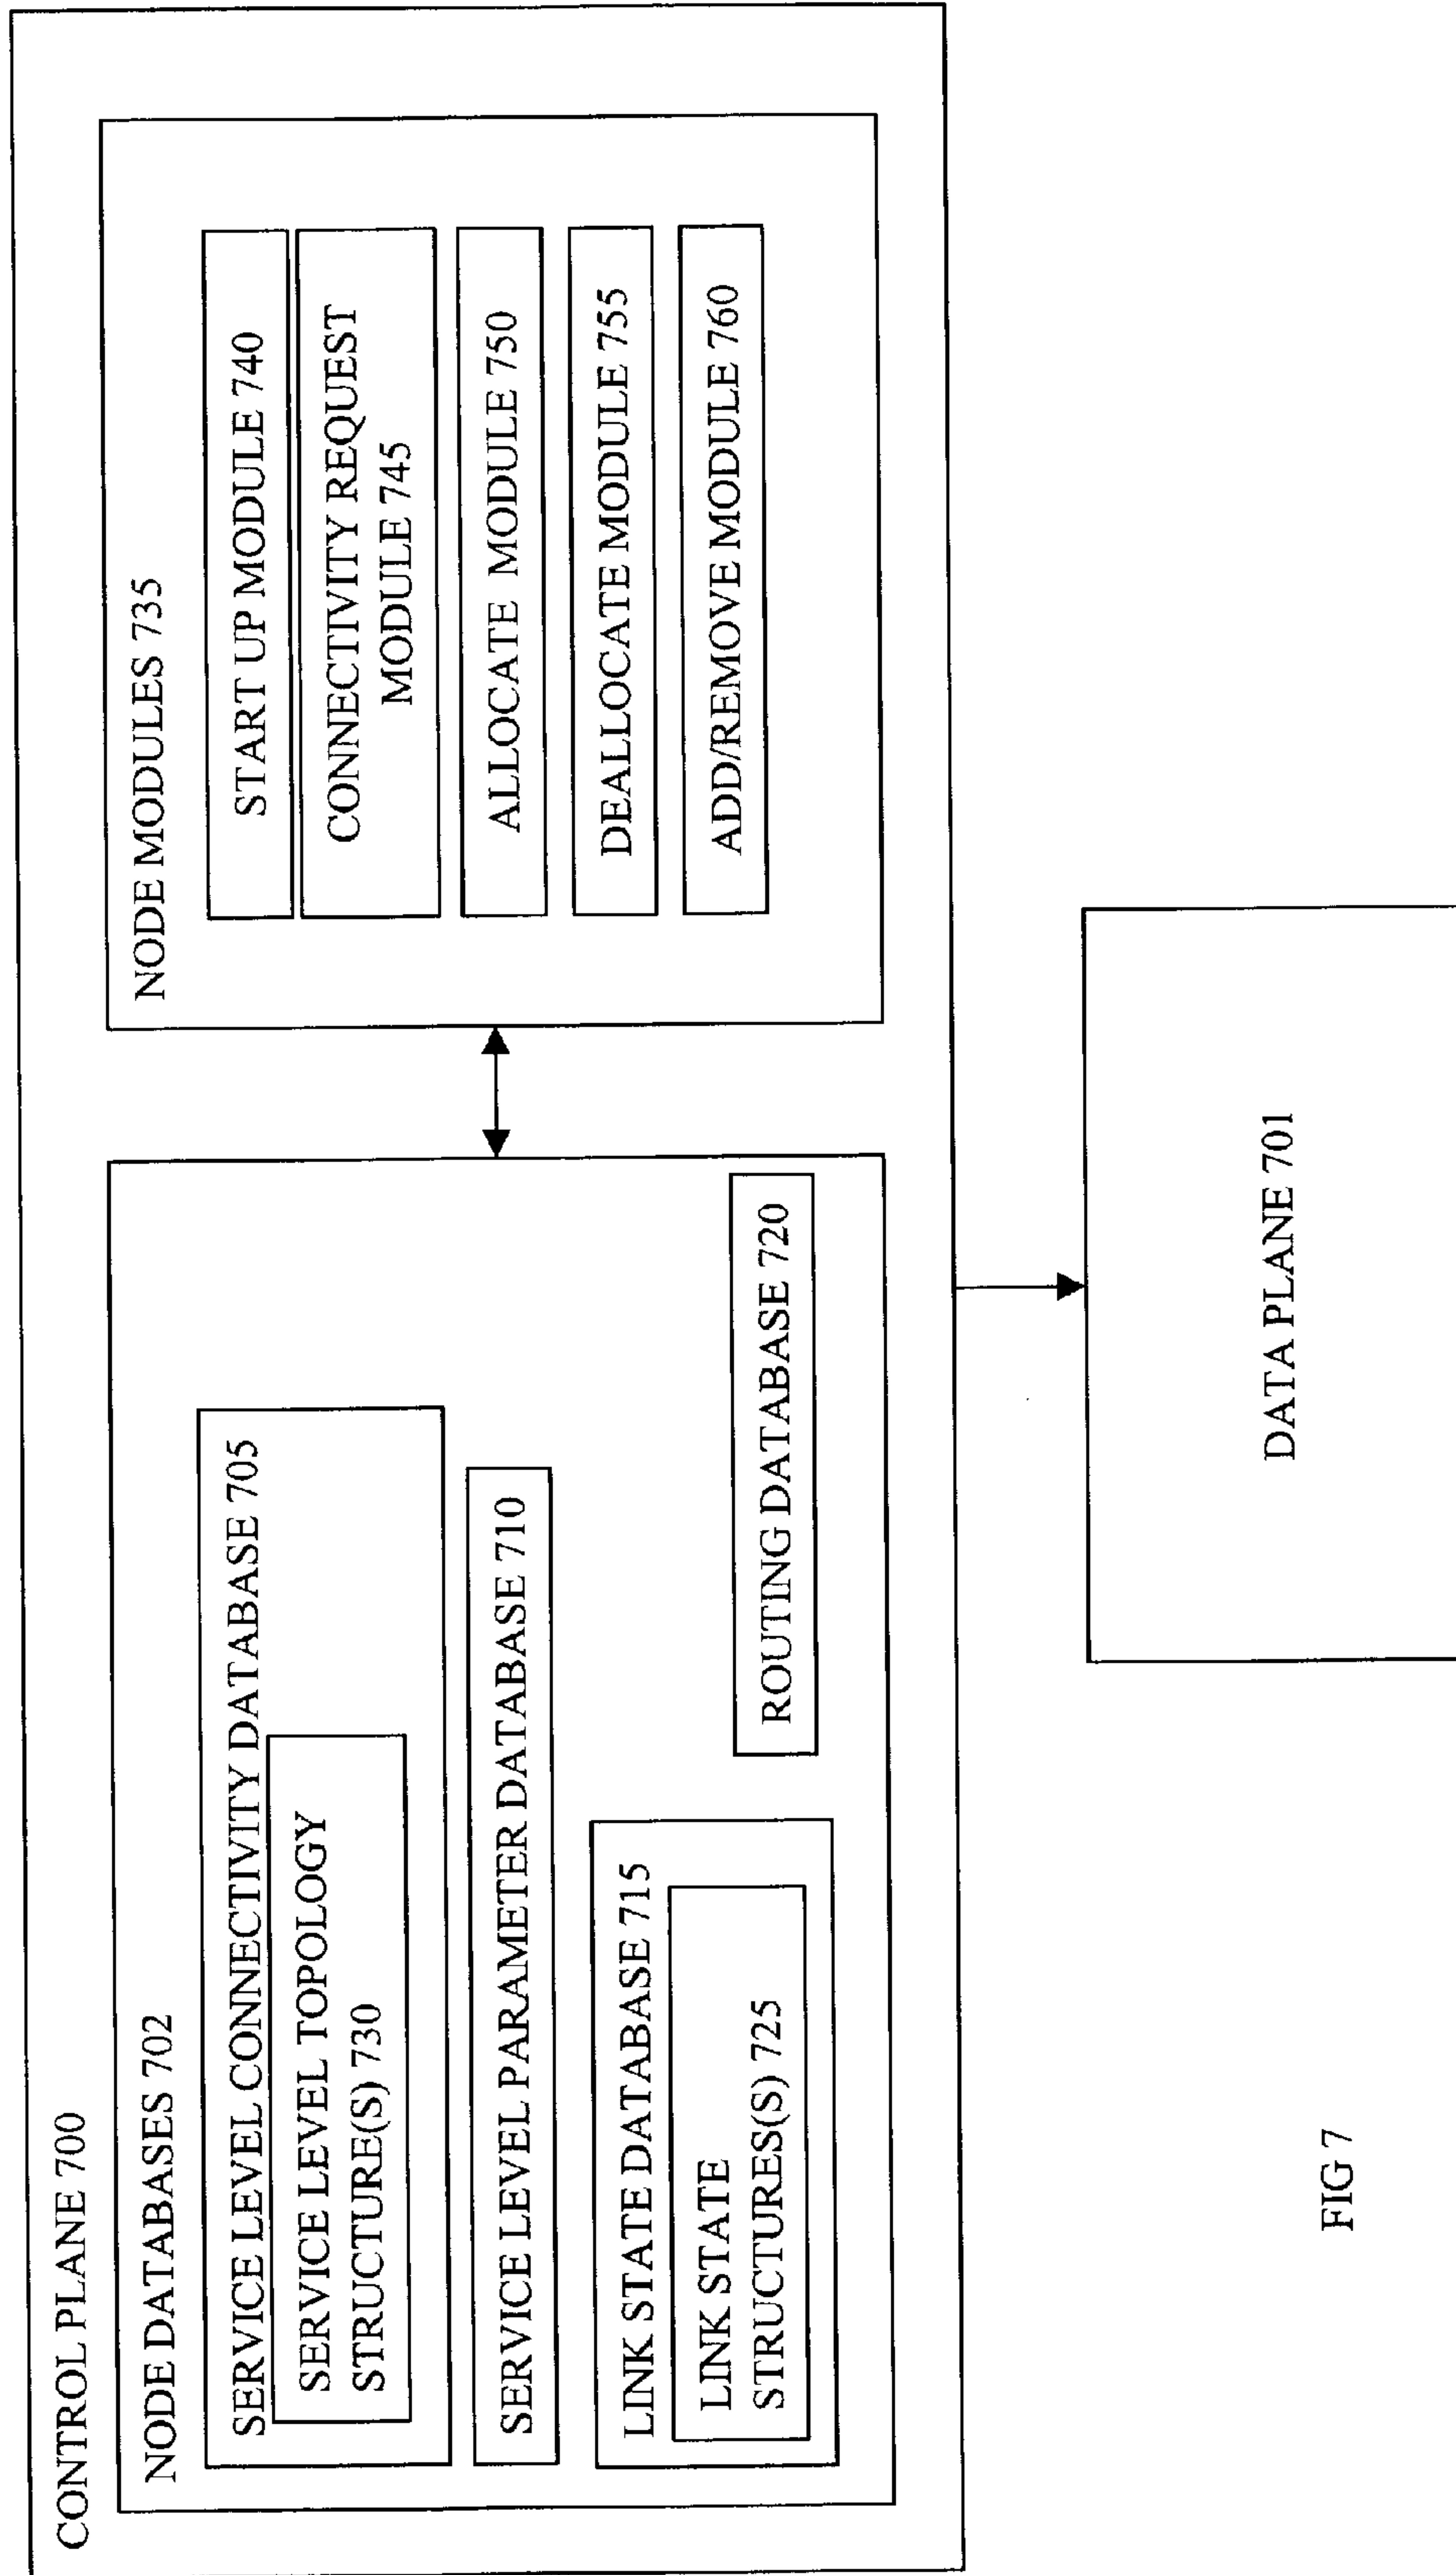 CONTROL PLANE 700
NODE DATABASES 702
SERVICE LEVEL CONNECTIVITY DATABASE 705
SERVICE LEVEL TOPOLOGY
STRUCTURE(S) 730
SERVICE LEVEL PARAMETER DATABASE 710
LINK STATE DATABASE 715
LINK STATE
STRUCTURES(S) 725
ROUTING DATABASE 720
NODE MODULES 735
START UP MODULE 740
CONNECTIVITY REQUEST
MODULE 745
ALLOCATE MODULE 750
DEALLOCATE MODULE 755
ADD/REMOVE MODULE 760
DATA PLANE 701
FIG 7